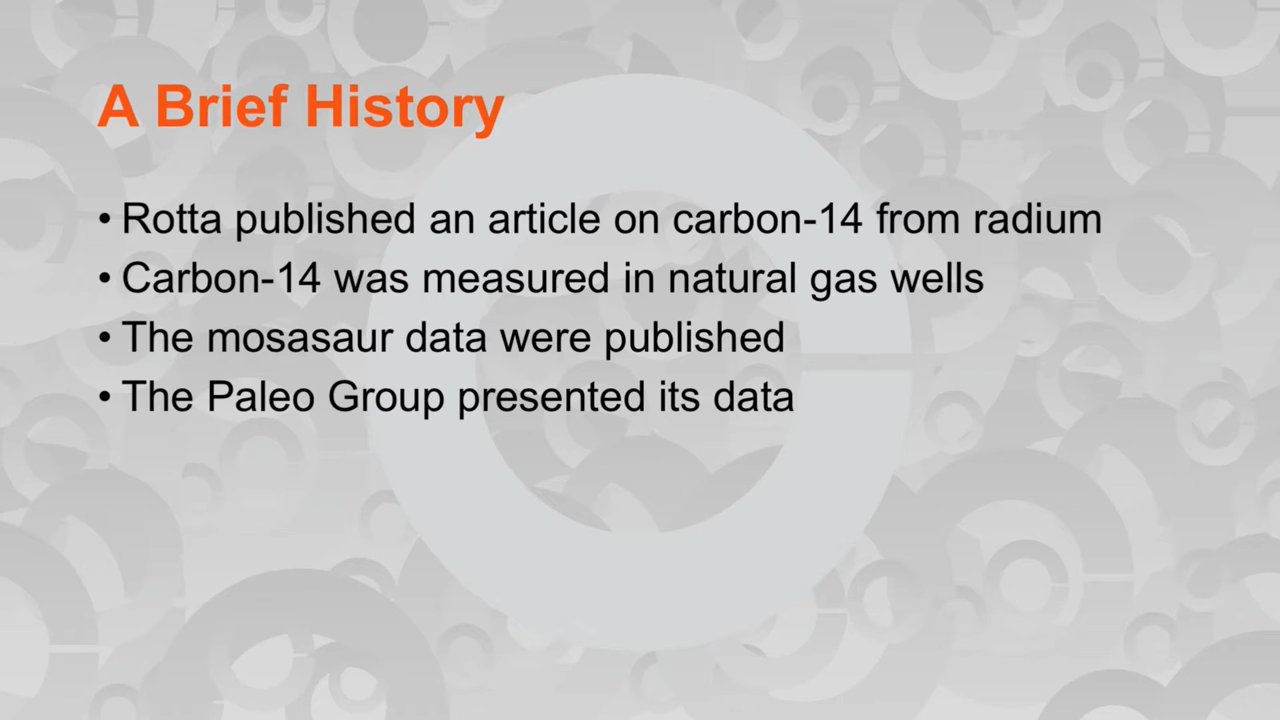 A Brief History
• Rotta published an article on carbon-14 from radium
• Carbon-14 was measured in natural gas wells
• The mosasaur data were published
• The Paleo Group presented its data